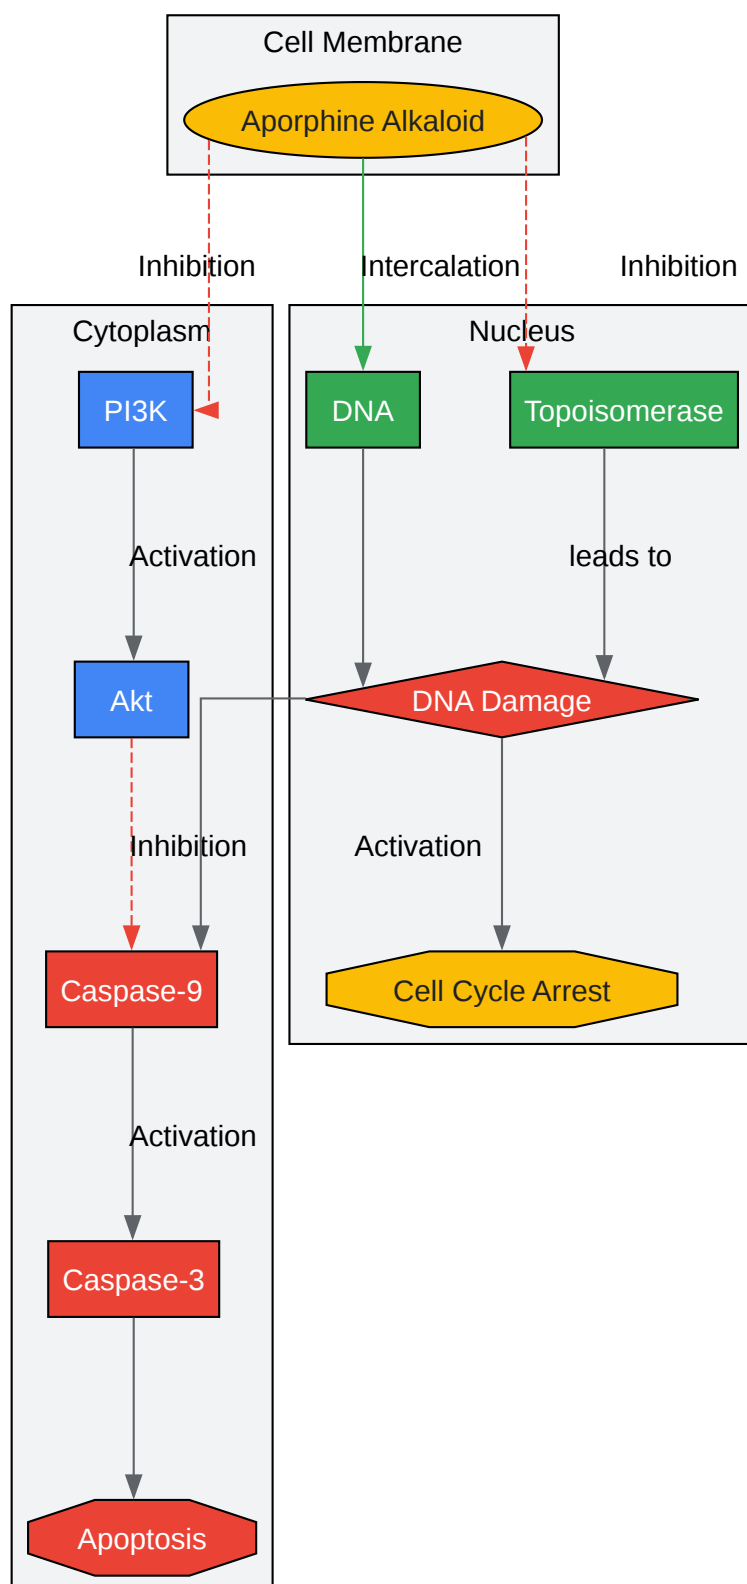 Cell Membrane
Aporphine Alkaloid
Inhibition
Intercalation
Inhibition
Cytoplasm
Nucleus
PI3K
DNA
Topoisomerase
Activation
leads to
Akt
DNA Damage
Inhibition
Activation
Caspase-9
Cell Cycle Arrest
Activation
Caspase-3
Apoptosis